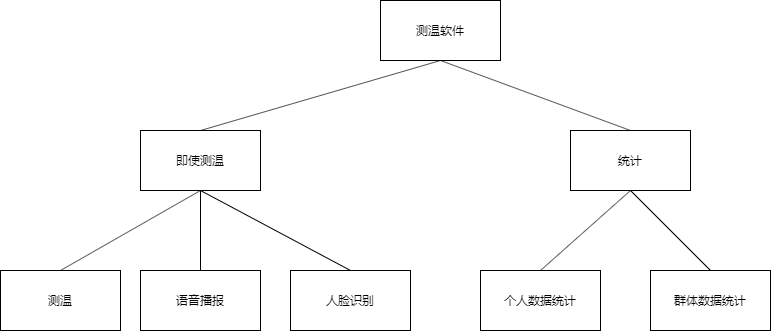 测温软件
即使测温
统计
测温
语音播报
人脸识别
个人数据统计
群体数据统计